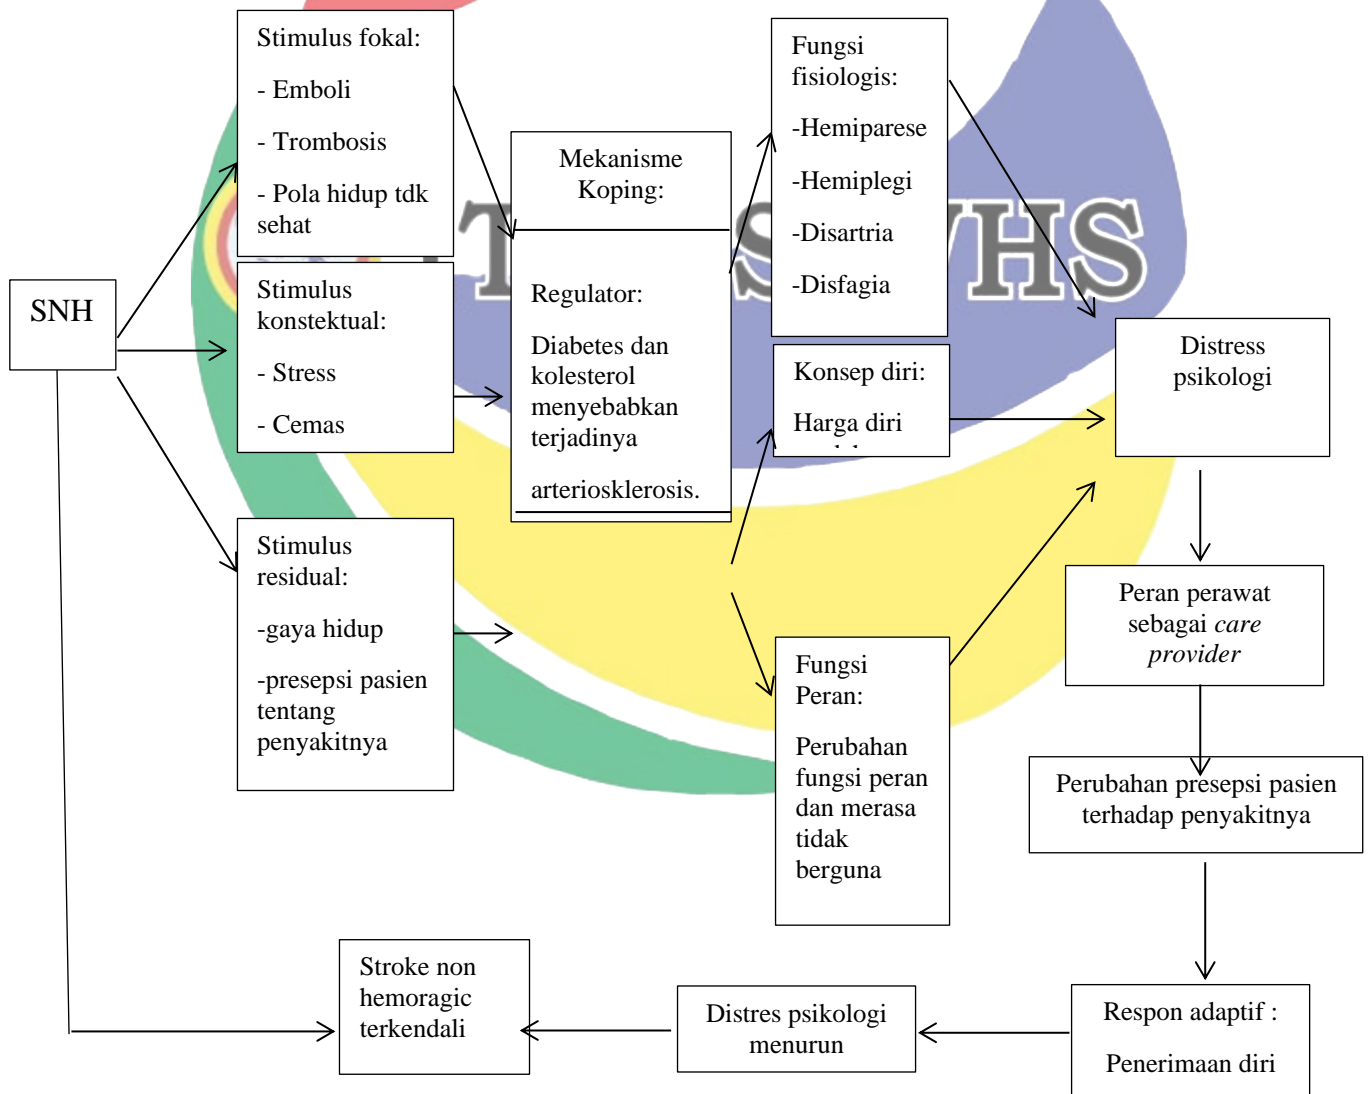 SNH
Stimulus fokal:
- Emboli
- Trombosis
- Pola hidup tdk
sehat
Stimulus
konstektual:
- Stress
- Cemas
Stimulus
residual:
-gaya hidup
-presepsi pasien
tentang
penyakitnya
Mekanisme
Koping:
Regulator:
Diabetes dan
kolesterol
menyebabkan
terjadinya
arteriosklerosis.
Fungsi
fisiologis:
-Hemiparese
-Hemiplegi
-Disartria
-Disfagia
Konsep diri:
Harga diri
Fungsi
Peran:
Perubahan
fungsi peran
dan merasa
tidak
berguna
Distress
psikologi
Peran perawat
sebagai care
provider
Perubahan presepsi pasien
terhadap penyakitnya
Respon adaptif :
Penerimaan diri
Distres psikologi
menurun
Stroke non
hemoragic
terkendali